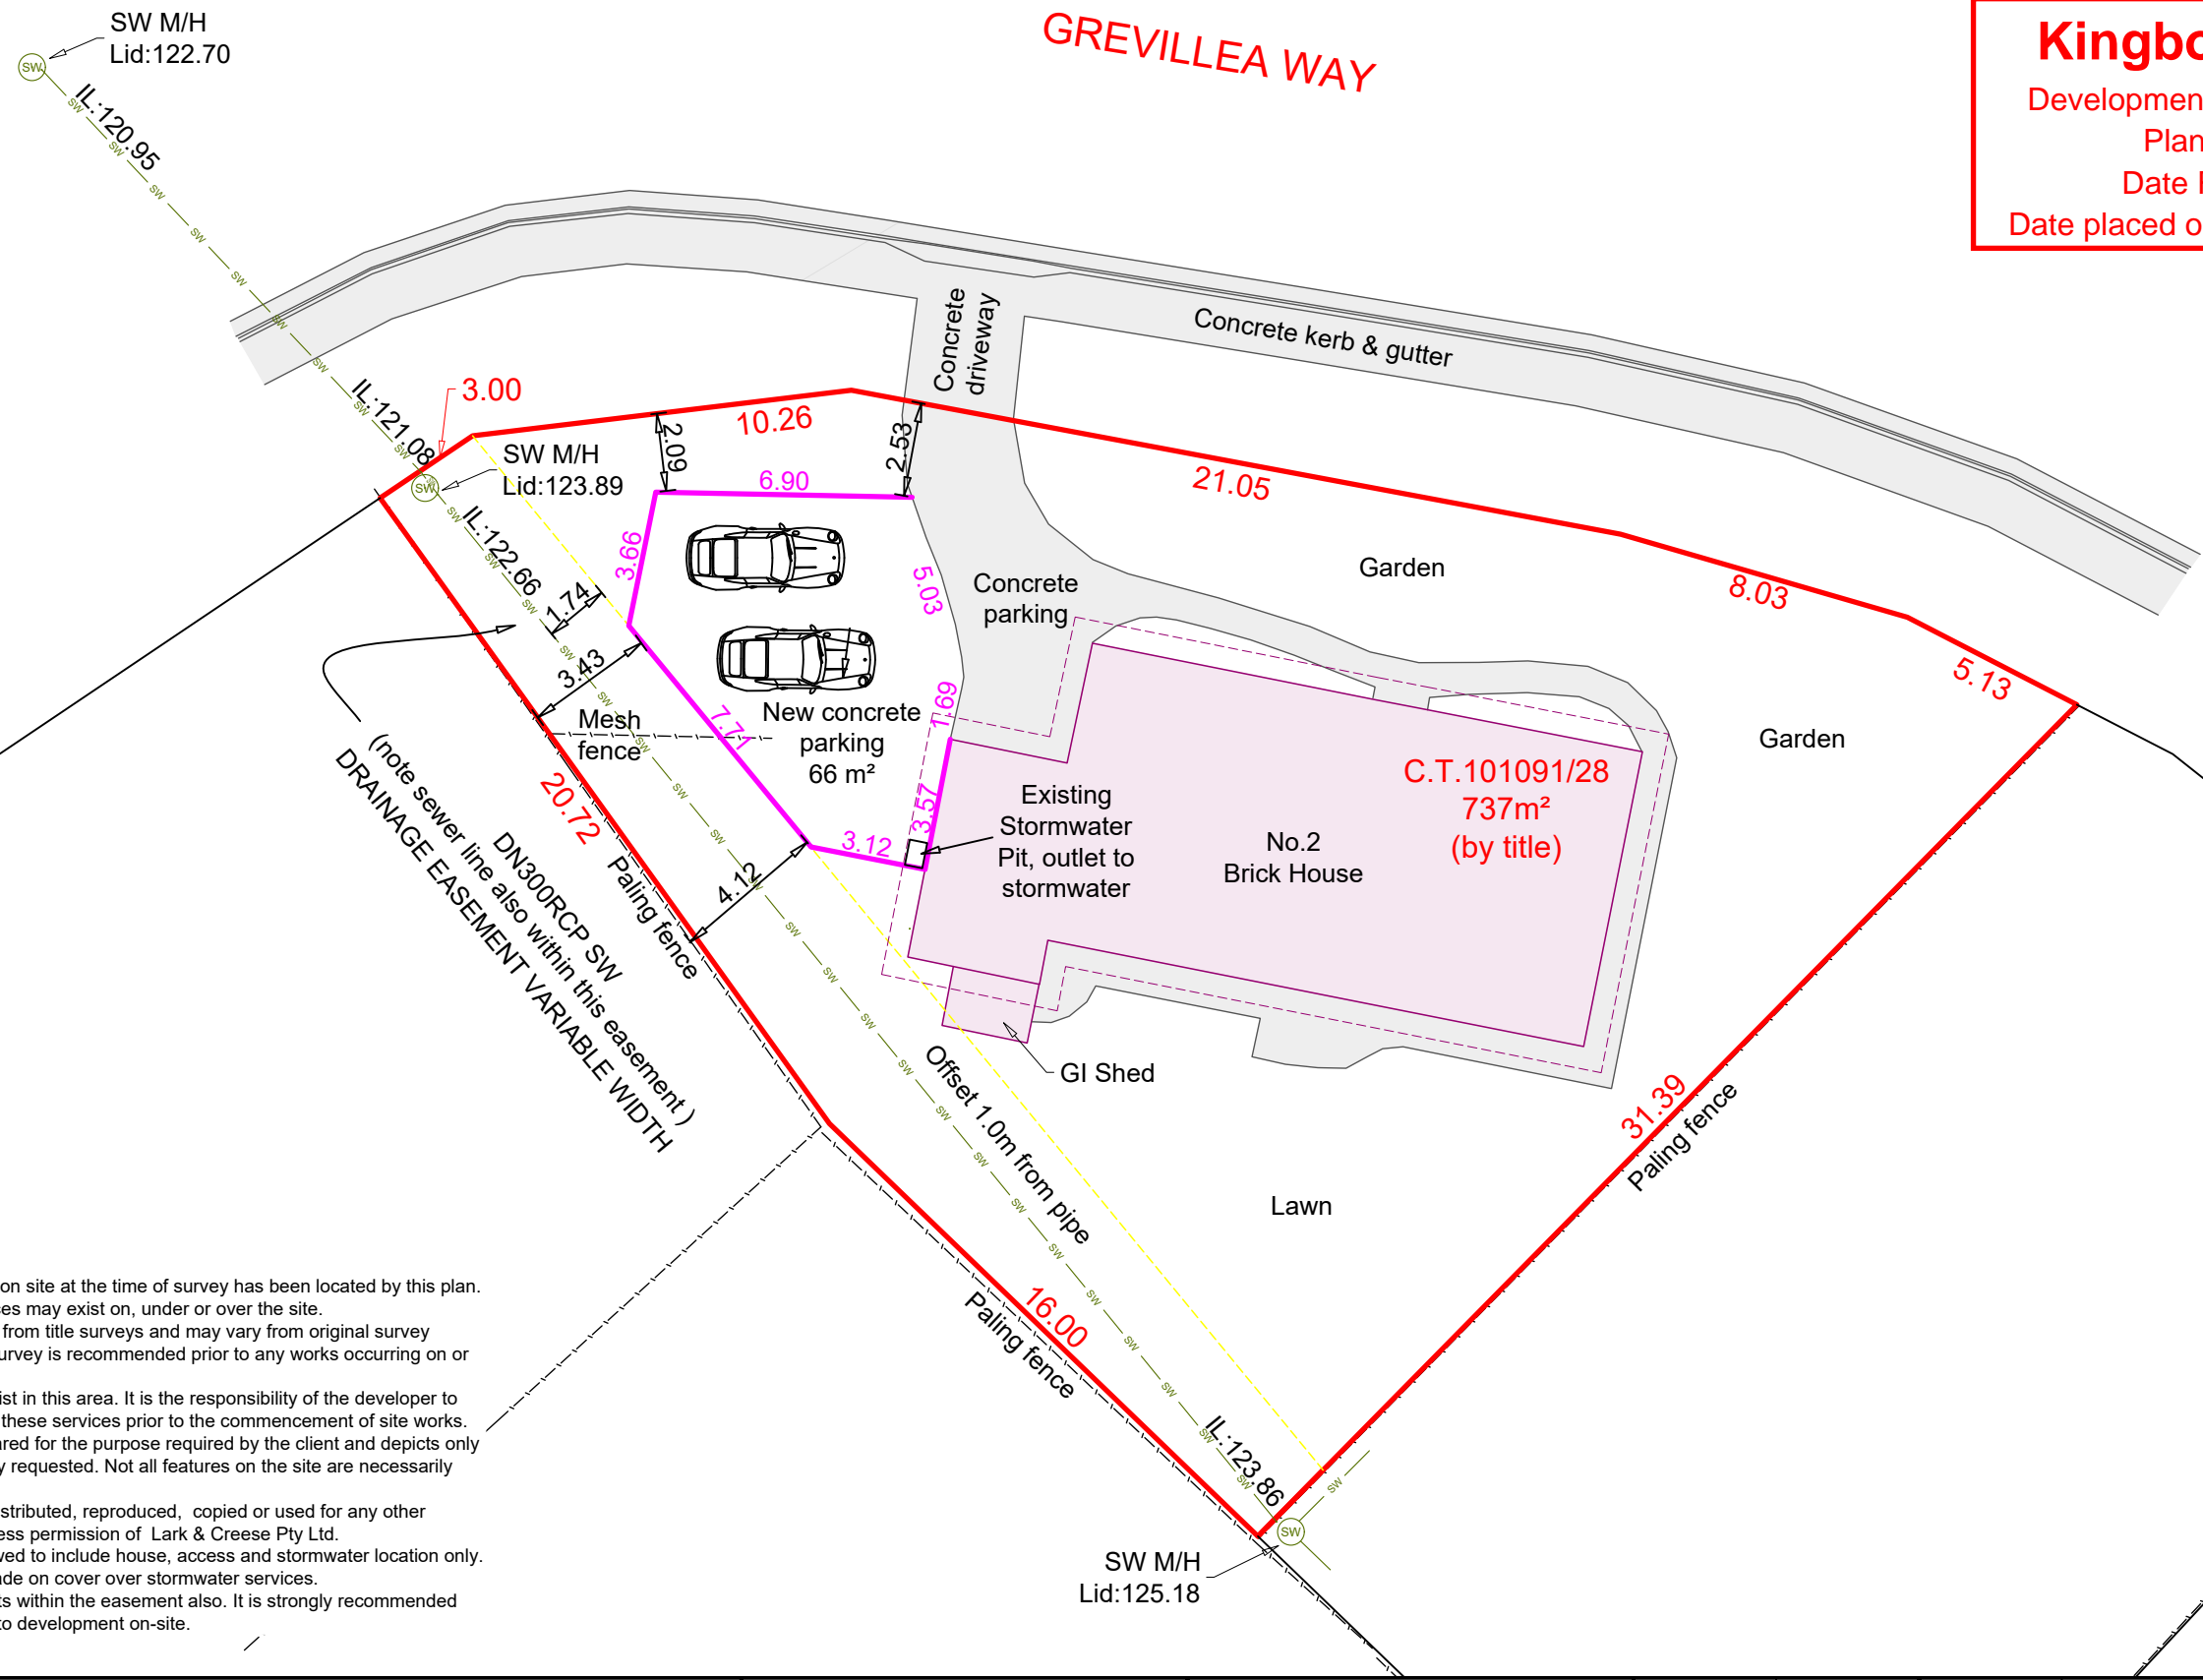 SW M/H
Lid:122.70
SW
IL:120.95
GREVILLEA WAY
Kingbo
Developmen
Plan
Date
Date placed o
Concrete
driveway
Concrete kerb & gutter
IL:121.08
3.00
10.26
2.09
2.53
21.05
SW M/H
Lid:123.89
SW
6.90
IL:122.66
3.66
1.74
5.03
Concrete
parking
Garden
8.03
5.13
3.43
Mesh
fence
7.71
New concrete
parking
66 m²
1.69
3.57
3.12
Garden
C.T.101091/28
737m²
(by title)
Existing
Stormwater
Pit, outlet to
stormwater
No.2
Brick House
20.72
Paling fence
4.12
DN300RCP SW
(note sewer line also within this easement )
DRAINAGE EASEMENT VARIABLE WIDTH
GI Shed
Offset 1.0m from pipe
31.39
Paling fence
Lawn
16.00
Paling fence
IL:123.86
SW
SW
SW M/H
Lid:125.18
on site at the time of survey has been located by this plan.
es may exist on, under or over the site.
from title surveys and may vary from original survey
urvey is recommended prior to any works occurring on or
ist in this area. It is the responsibility of the developer to
these services prior to the commencement of site works.
ared for the purpose required by the client and depicts only
y requested. Not all features on the site are necessarily
stributed, reproduced, copied or used for any other
ess permission of Lark & Creese Pty Ltd.
wed to include house, access and stormwater location only.
ade on cover over stormwater services.
ts within the easement also. It is strongly recommended
to development on-site.